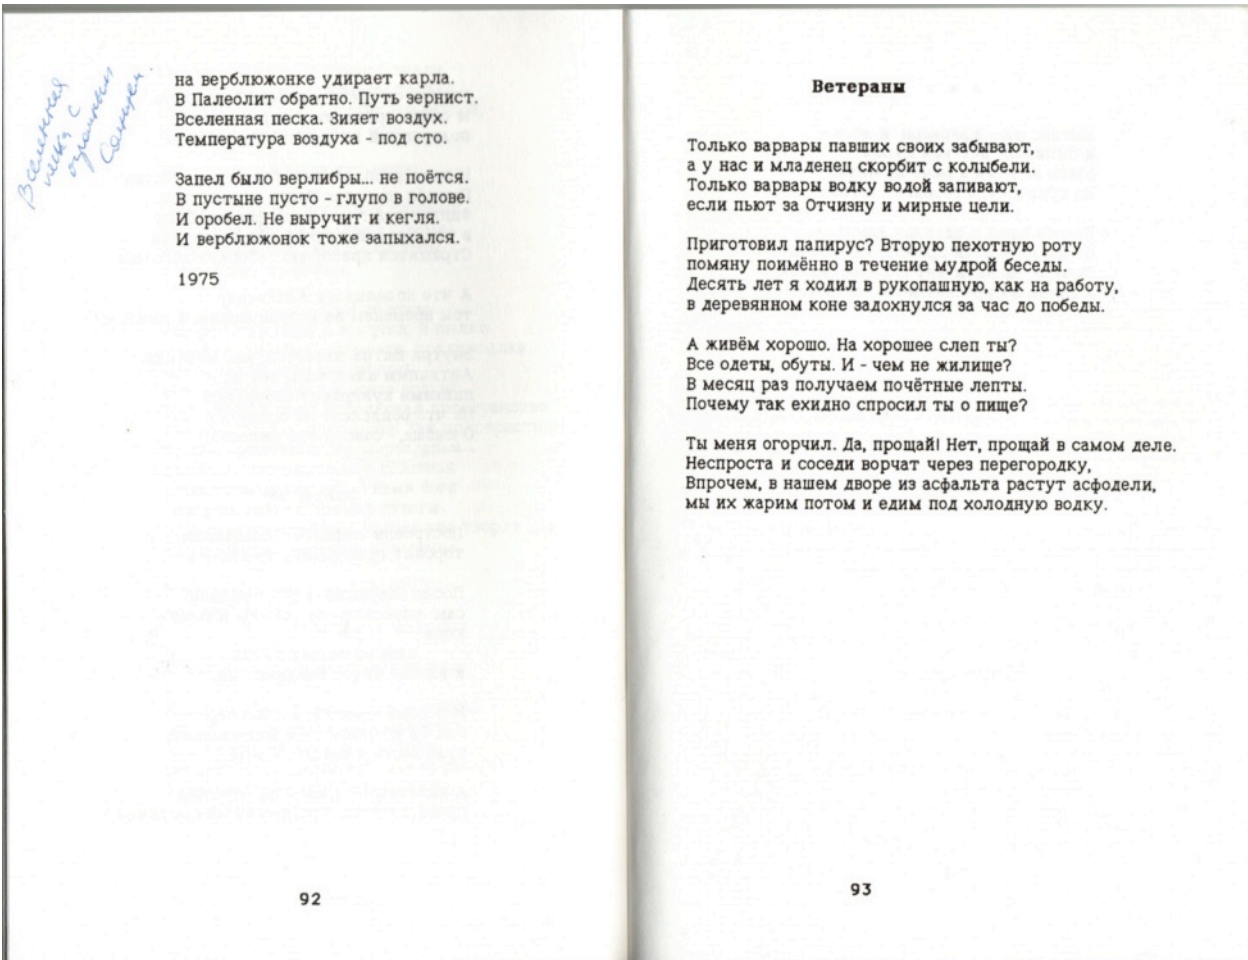 Вселенная
песка с
огромным
Солнцем.
на верблюжонке удирает карла.
В Палеолит обратно. Путь зернист.
Вселенная песка. Зияет воздух.
Температура воздуха - под сто.
Запел было верлибры... не поётся.
В пустыне пусто - глупо в голове.
И оробел. Не выручит и кегля.
И верблюжонок тоже запыхался.
1975
92
Ветераны
Только варвары павших своих забывают,
а у нас и младенец скорбит с колыбели.
Только варвары водку водой запивают,
если пьют за Отчизну и мирные цели.
Приготовил папирус? Вторую пехотную роту
помяну поимённо в течение мудрой беседы.
Десять лет я ходил в рукопашную, как на работу,
в деревянном коне задохнулся за час до победы.
А живём хорошо. На хорошее слеп ты?
Все одеты, обуты. И - чем не жилище?
В месяц раз получаем почётные лепты.
Почему так ехидно спросил ты о пище?
Ты меня огорчил. Да, прощай! Нет, прощай в самом деле.
Неспроста и соседи ворчат через перегородку,
Впрочем, в нашем дворе из асфальта растут асфодели,
мы их жарим потом и едим под холодную водку.
93